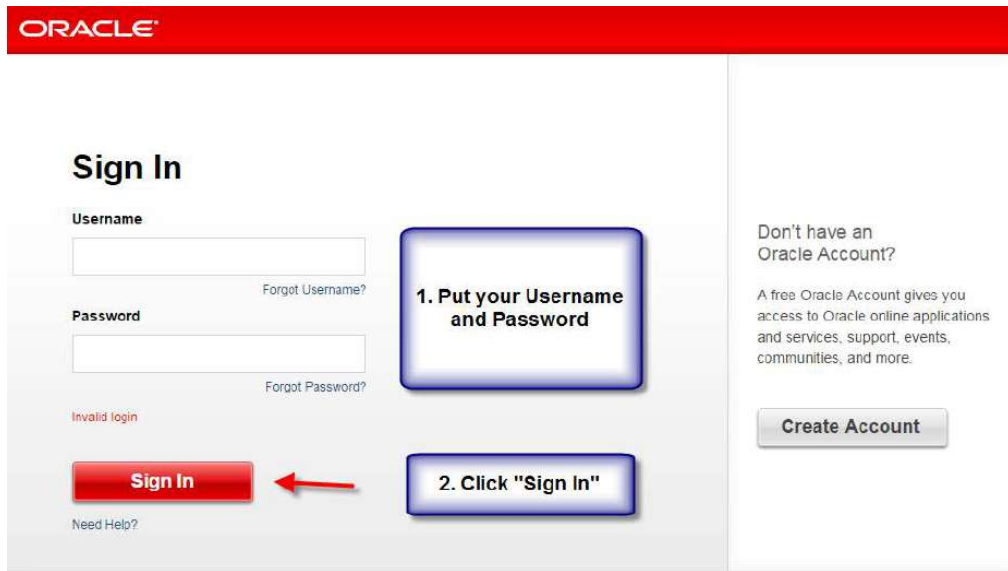 ORACLE
Sign In
Username
Forgot Username?
Password
Forgot Password?
Invalid login
Sign In
Need Help?
1. Put your Username
and Password
2. Click "Sign In"
Don't have an
Oracle Account?
A free Oracle Account gives you
access to Oracle online applications
and services, support, events,
communities, and more.
Create Account